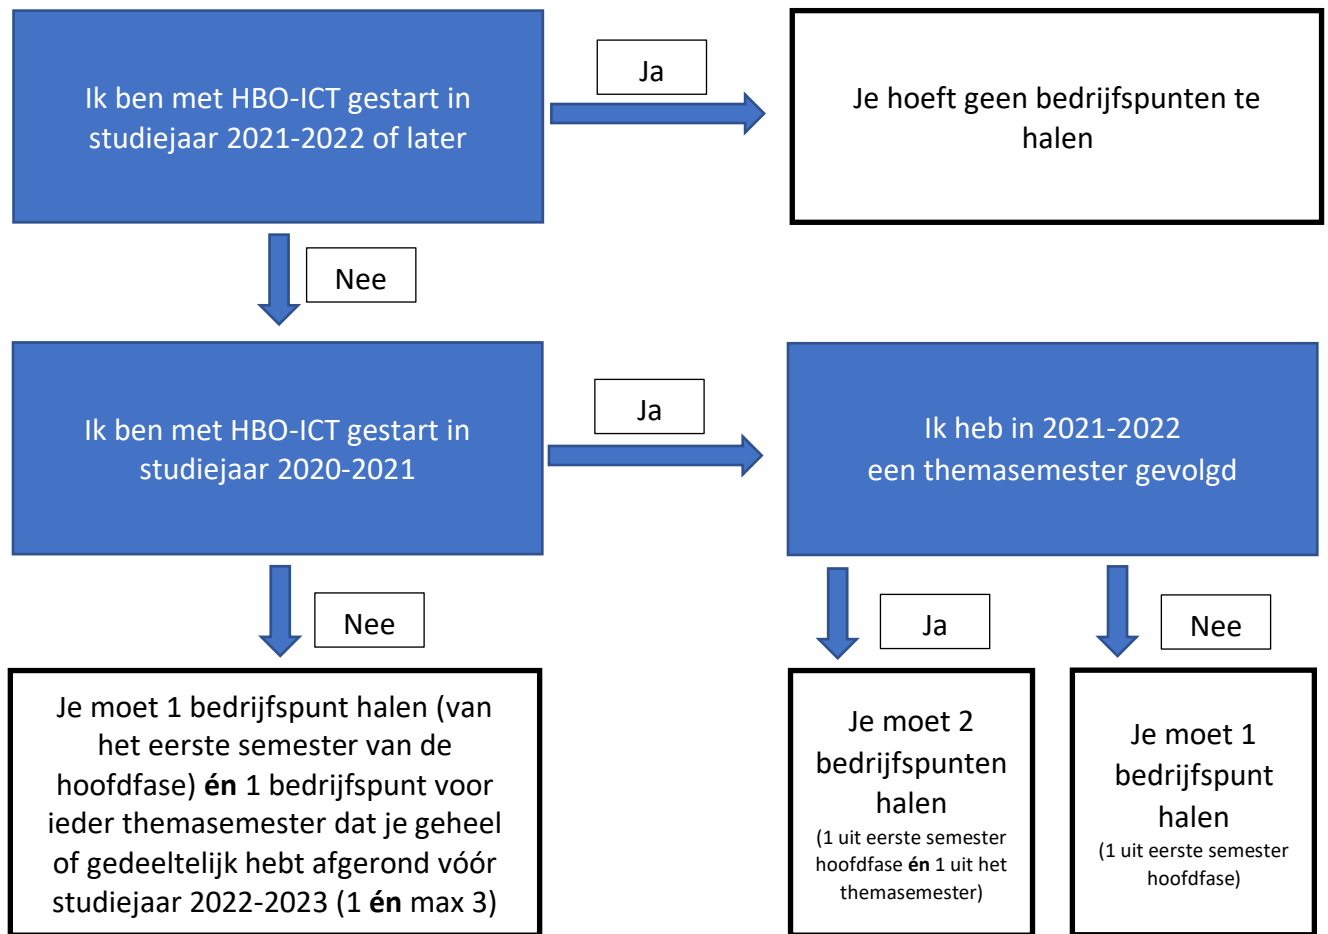 Ik ben met HBO-ICT gestart in
studiejaar 2021-2022 of later
Ja
Je hoeft geen bedrijfspunten te
halen
Nee
Ik ben met HBO-ICT gestart in
studiejaar 2020-2021
Ja
Ik heb in 2021-2022
een themasemester gevolgd
Nee
Ja
Nee
Je moet 1 bedrijfspunt halen (van
het eerste semester van de
hoofdfase) én 1 bedrijfspunt voor
ieder themasemester dat je geheel
of gedeeltelijk hebt afgerond vóór
studiejaar 2022-2023 (1 én max 3)
Je moet 2
bedrijfspunten
halen
(1 uit eerste semester
hoofdfase én 1 uit het
themasemester)
Je moet 1
bedrijfspunt
halen
(1 uit eerste semester
hoofdfase)